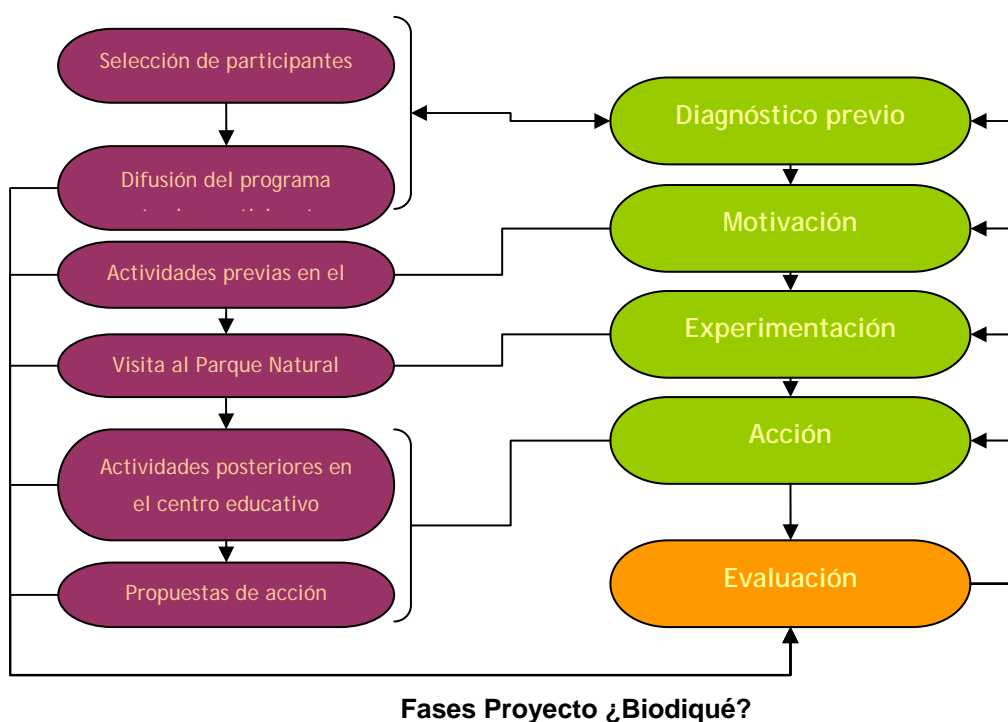 Selección de participantes
Difusión del programa
Actividades previas en el
Visita al Parque Natural
Actividades posteriores en
el centro educativo
Propuestas de acción
Diagnóstico previo
Motivación
Experimentación
Acción
Evaluación
Fases Proyecto ¿Biodiqué?